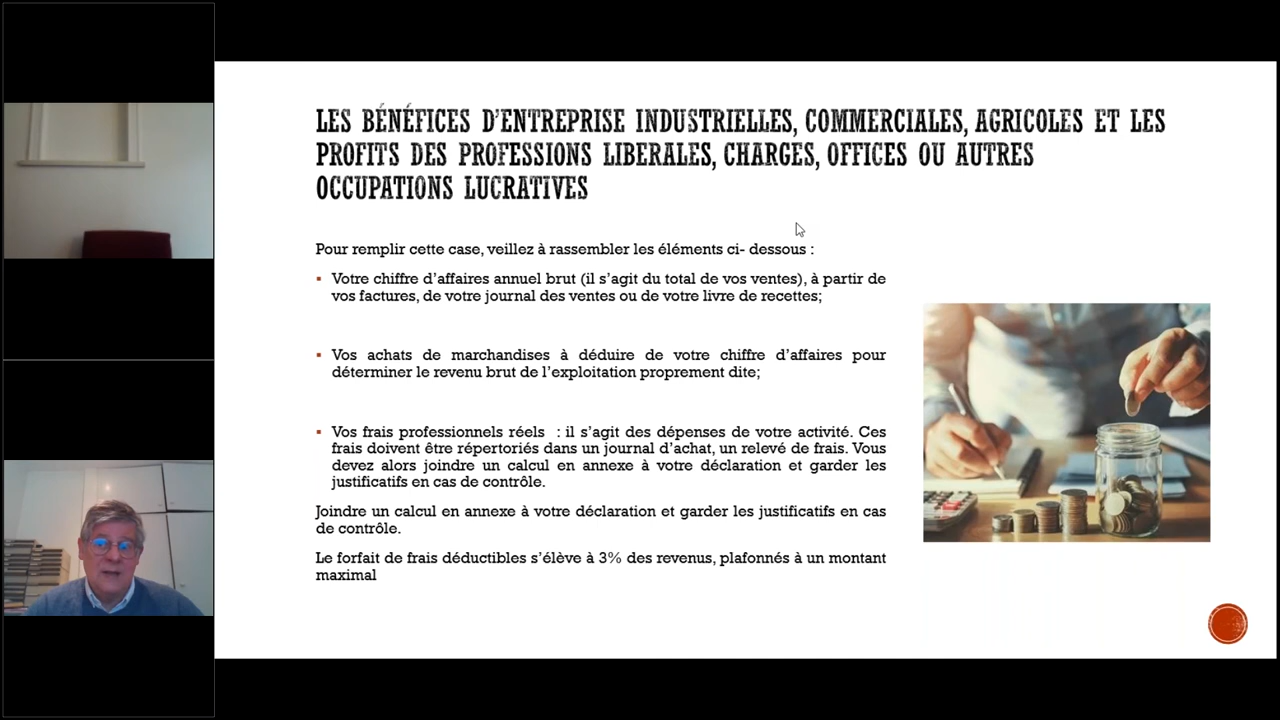 LES BÉNÉFICES D'ENTREPRISE INDUSTRIELLES, COMMERCIALES, AGRICOLES ET LES
PROFITS DES PROFESSIONS LIBERALES, CHARGES, OFFICES OU AUTRES
OCCUPATIONS LUCRATIVES
Pour remplir cette case, veillez à rassembler les éléments ci- dessous :
▪ Votre chiffre d'affaires annuel brut (il s'agit du total de vos ventes), à partir de
vos factures, de votre journal des ventes ou de votre livre de recettes;
▪ Vos achats de marchandises à déduire de votre chiffre d'affaires pour
déterminer le revenu brut de l'exploitation proprement dite;
▪ Vos frais professionnels réels : il s'agit des dépenses de votre activité. Ces
frais doivent être répertoriés dans un journal d'achat, un relevé de frais. Vous
devez alors joindre un calcul en annexe à votre déclaration et garder les
justificatifs en cas de contrôle.
Joindre un calcul en annexe à votre déclaration et garder les justificatifs en cas
de contrôle.
Le forfait de frais déductibles s'élève à 3% des revenus, plafonnés à un montant
maximal